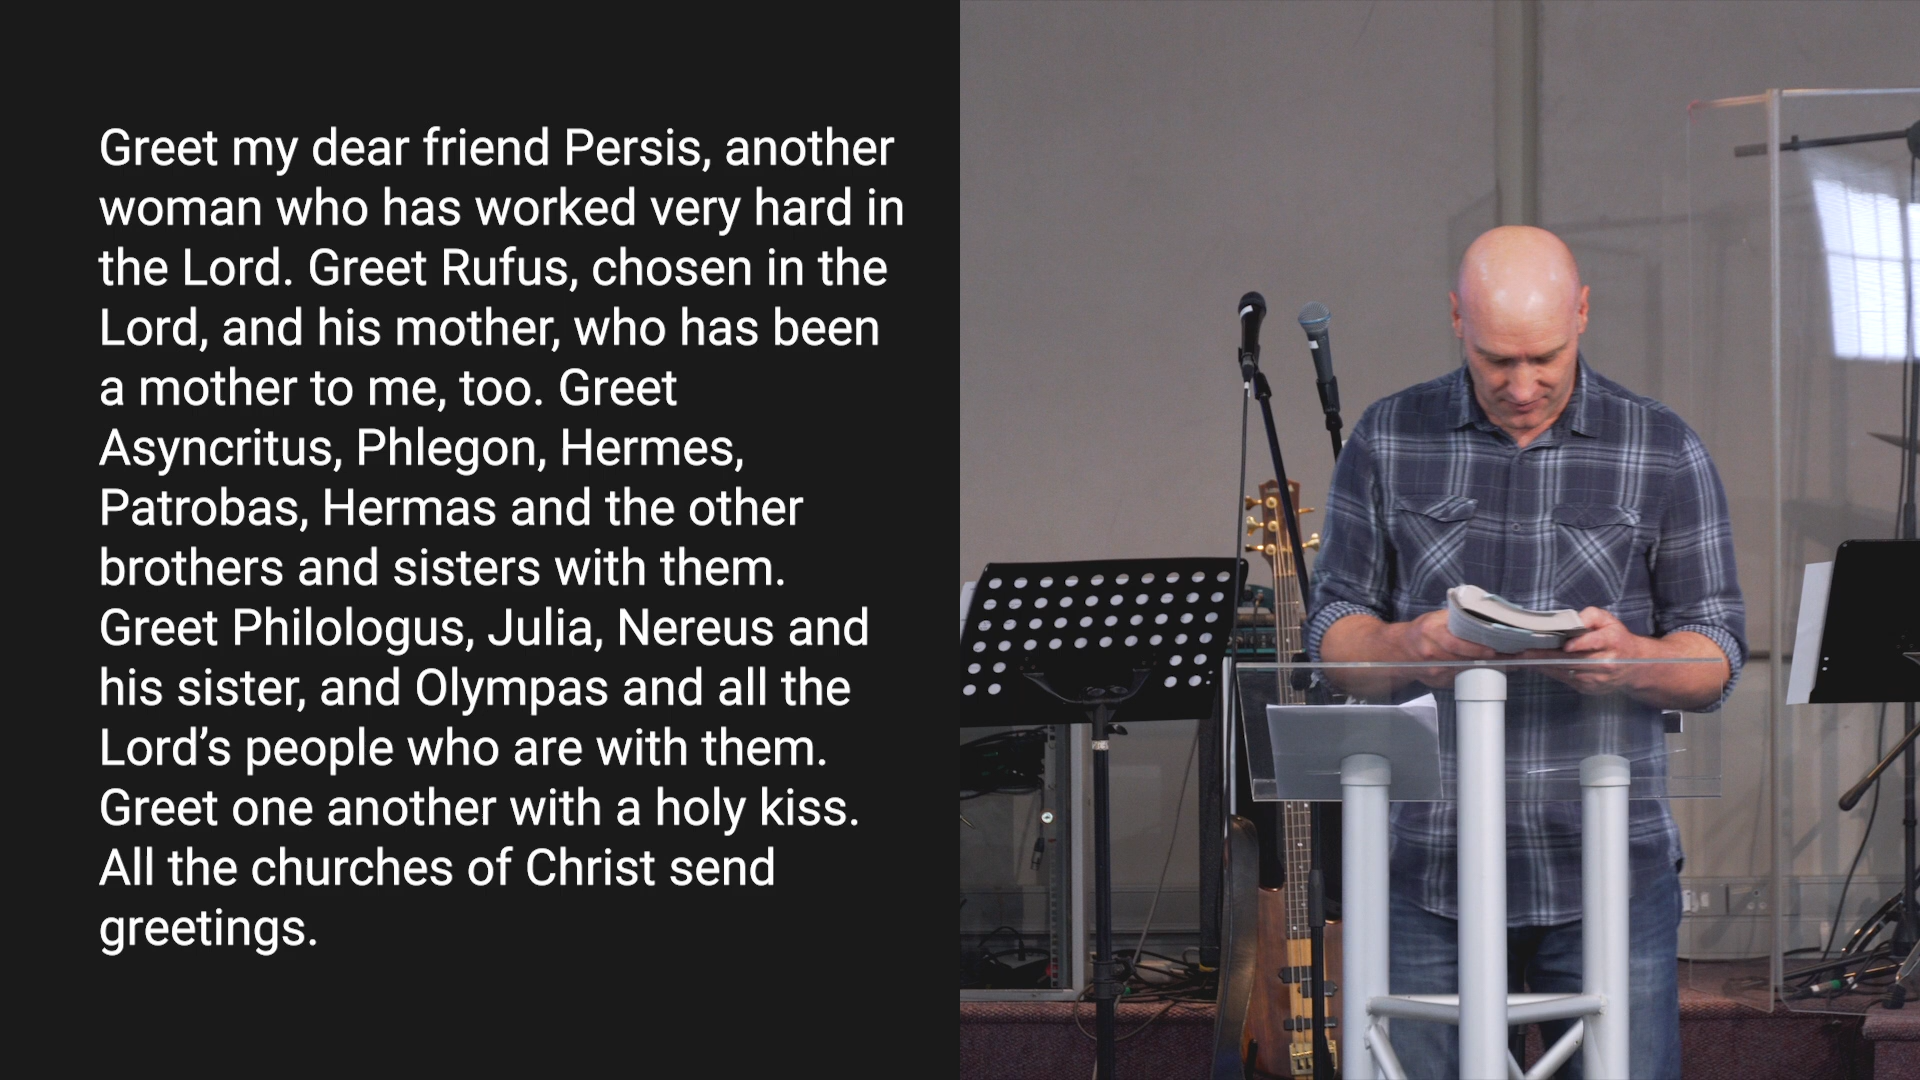 Greet my dear friend Persis, another
woman who has worked very hard in
the Lord. Greet Rufus, chosen in the
Lord, and his mother, who has been
a mother to me, too. Greet
Asyncritus, Phlegon, Hermes,
Patrobas, Hermas and the other
brothers and sisters with them.
Greet Philologus, Julia, Nereus and
his sister, and Olympas and all the
Lord’s people who are with them.
Greet one another with a holy kiss.
All the churches of Christ send
greetings.